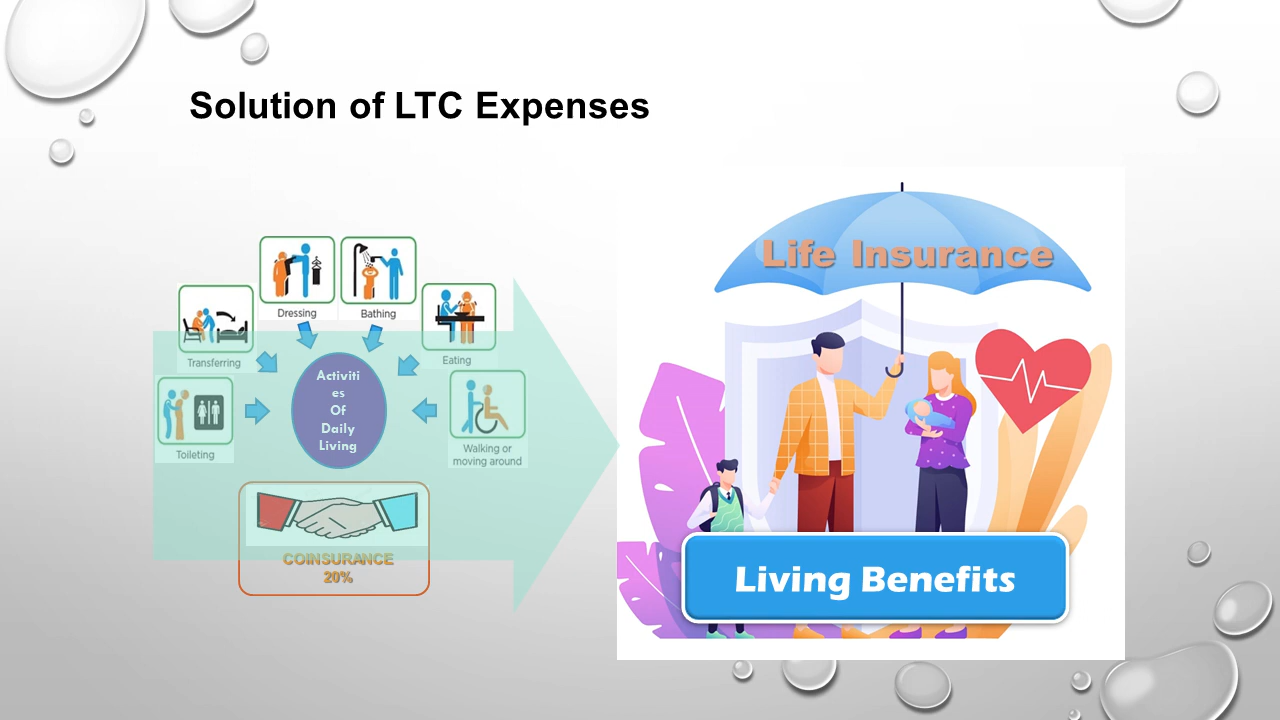 Solution of LTC Expenses
Dressing
Bathing
Transferring
Eating
Toileting
Walking or
moving around
Activiti
es
Of
Daily
Living
COINSURANCE
20%
Life Insurance
Living Benefits